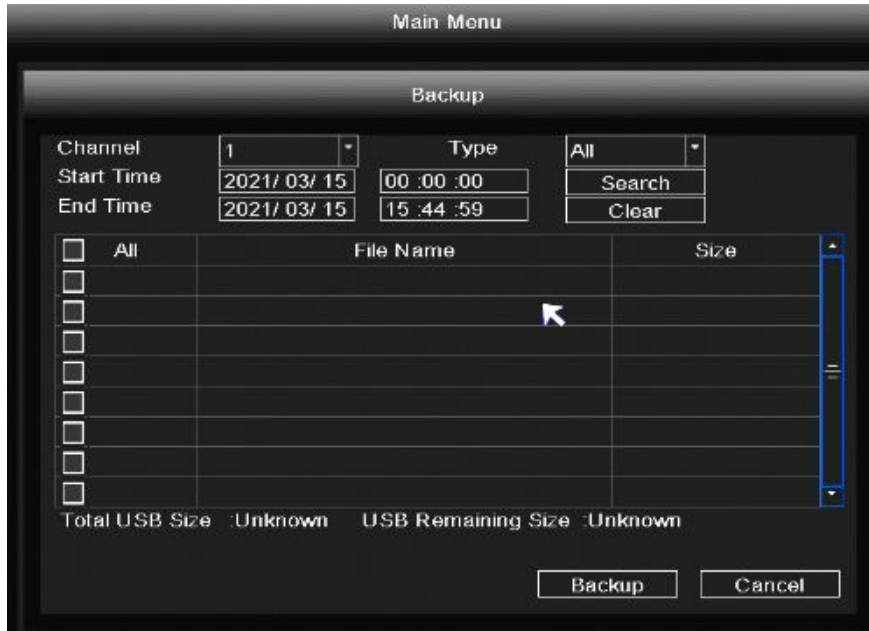 Main Menu
Backup
Channel 1 Type All
Start Time 2021/ 03/ 15 00 :00 :00 Search
End Time 2021/ 03/ 15 15 :44 :59 Clear
All File Name Size
Total USB Size :Unknown USB Remaining Size :Unknown
Backup Cancel